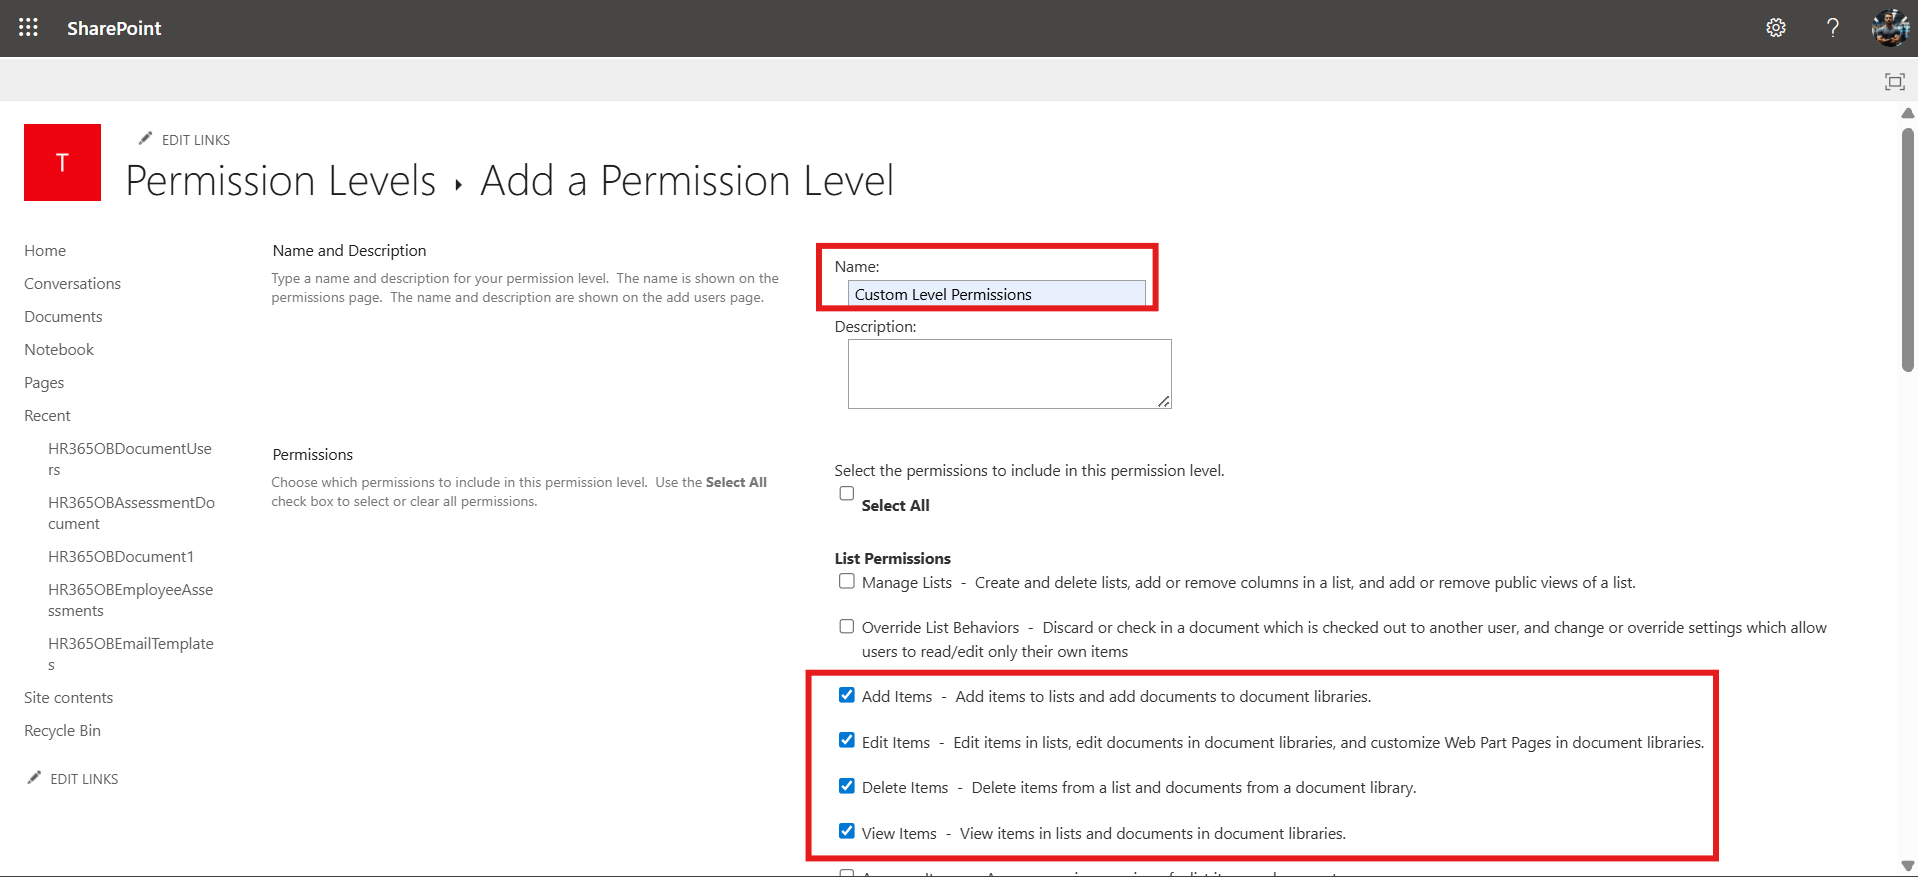 SharePoint
?
T
EDIT LINKS
Permission Levels ▸ Add a Permission Level
Home
Conversations
Documents
Notebook
Pages
Recent
HR365OBDocumentUse
rs
HR365OBAssessmentDo
cument
HR365OBDocument1
HR365OBEmployeeAsse
ssments
HR365OBEmailTemplate
s
Site contents
Recycle Bin
EDIT LINKS
Name and Description
Type a name and description for your permission level.  The name is shown on the
permissions page.  The name and description are shown on the add users page.
Name:
Custom Level Permissions
Description:
Permissions
Choose which permissions to include in this permission level.  Use the Select All
check box to select or clear all permissions.
Select the permissions to include in this permission level.
Select All
List Permissions
Manage Lists  -  Create and delete lists, add or remove columns in a list, and add or remove public views of a list.
Override List Behaviors  -  Discard or check in a document which is checked out to another user, and change or override settings which allow
users to read/edit only their own items
Add Items  -  Add items to lists and add documents to document libraries.
Edit Items  -  Edit items in lists, edit documents in document libraries, and customize Web Part Pages in document libraries.
Delete Items  -  Delete items from a list and documents from a document library.
View Items  -  View items in lists and documents in document libraries.